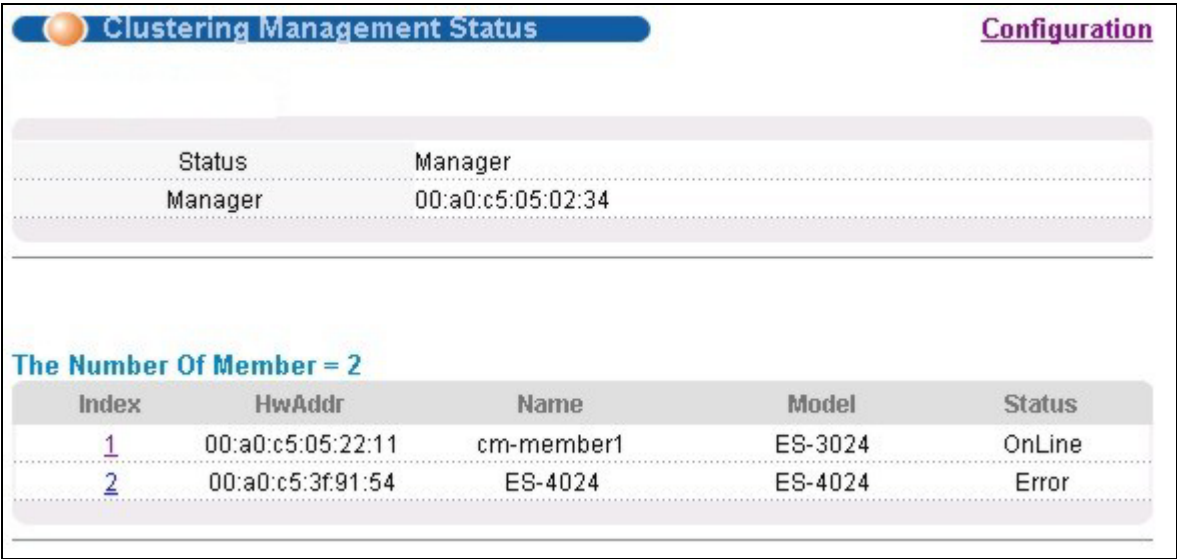 Clustering Management Status Configuration
Status Manager
Manager 00:a0:c5:05:02:34
The Number Of Member = 2
Index HwAddr Name Model Status
1 00:a0:c5:05:22:11 cm-member1 ES-3024 OnLine
2 00:a0:c5:3f:91:54 ES-4024 ES-4024 Error